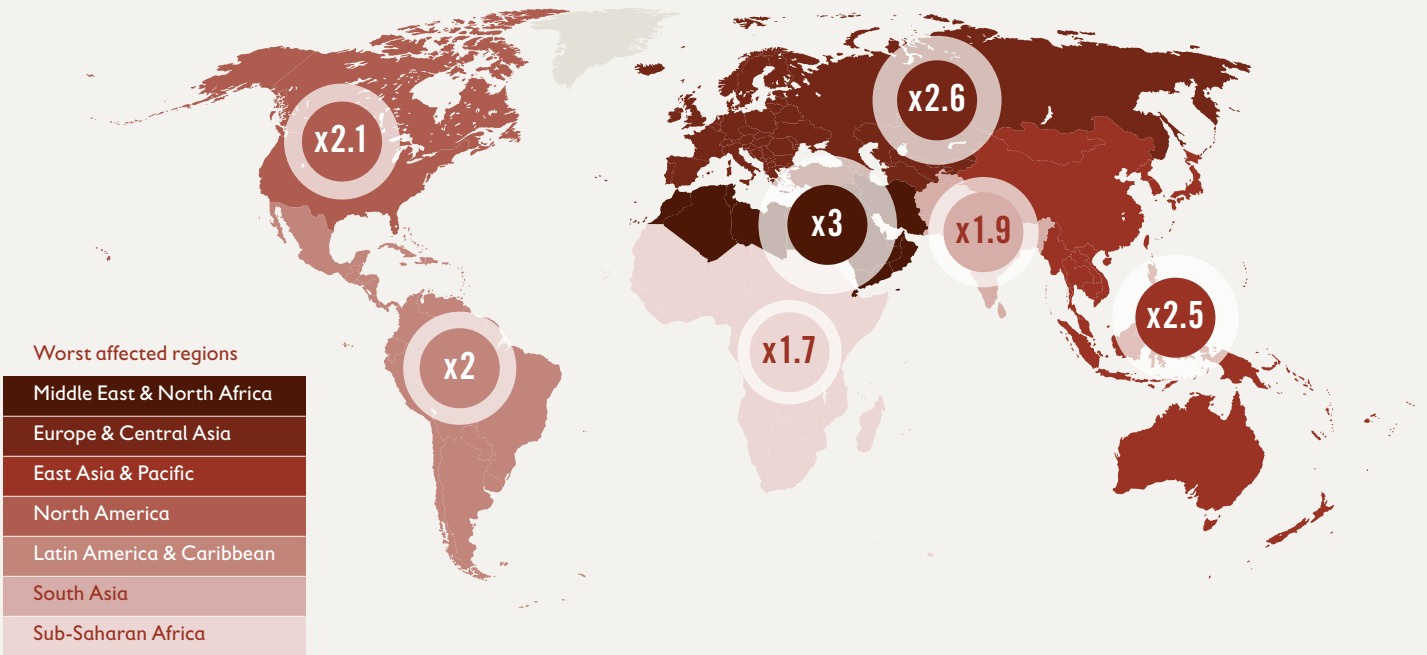 x2.6
x2.1
x3
x1.9
x2.5
x1.7
x2
Worst affected regions
Middle East & North Africa
Europe & Central Asia
East Asia & Pacific
North America
Latin America & Caribbean
South Asia
Sub-Saharan Africa